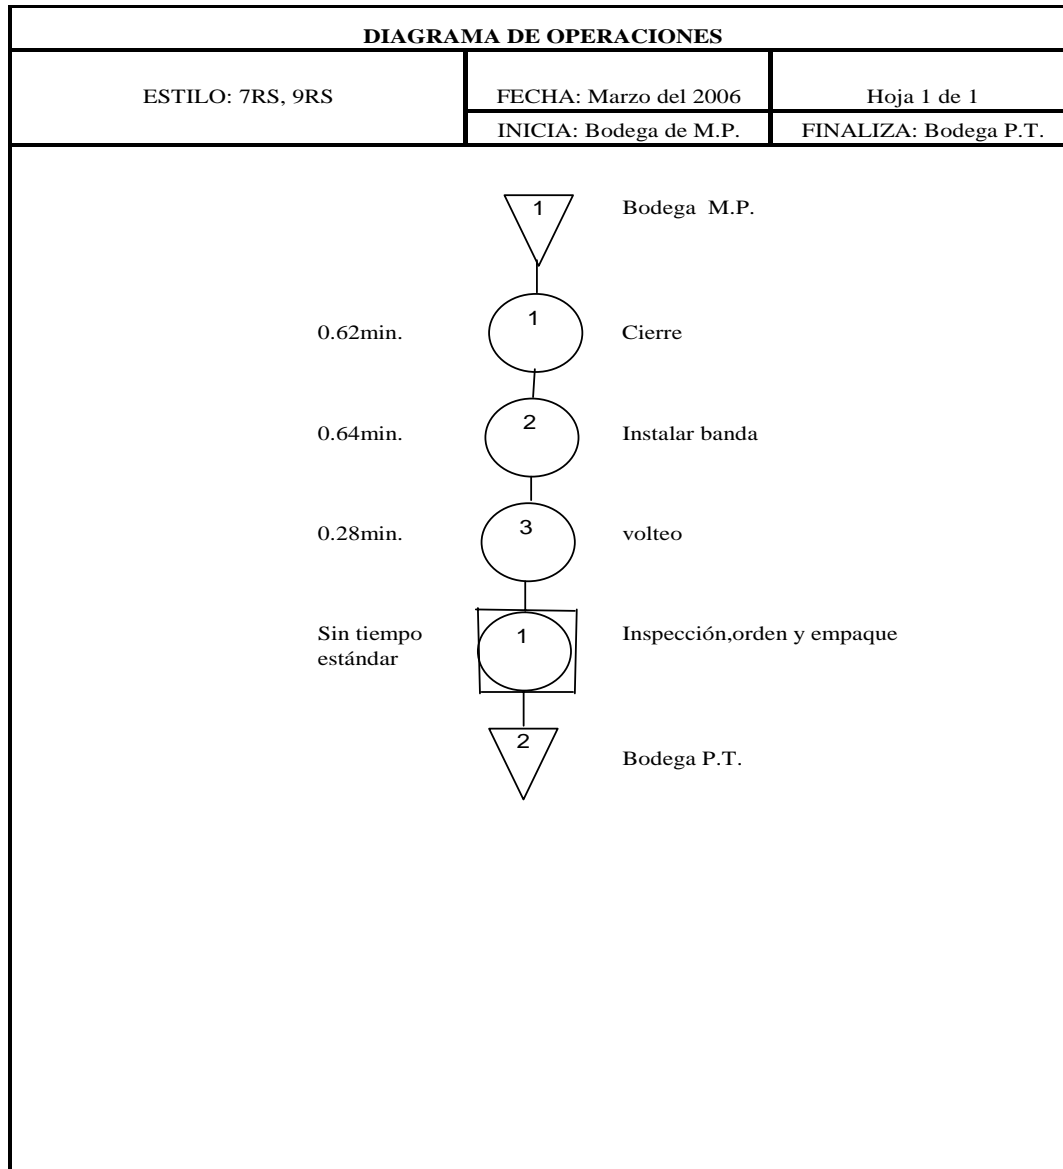 DIAGRAMA DE OPERACIONES
ESTILO: 7RS, 9RS
FECHA: Marzo del 2006
Hoja 1 de 1
INICIA: Bodega de M.P.
FINALIZA: Bodega P.T.
1
Bodega M.P.
0.62min.
1
Cierre
0.64min.
2
Instalar banda
0.28min.
3
volteo
Sin tiempo
estándar
1
Inspección,orden y empaque
2
Bodega P.T.